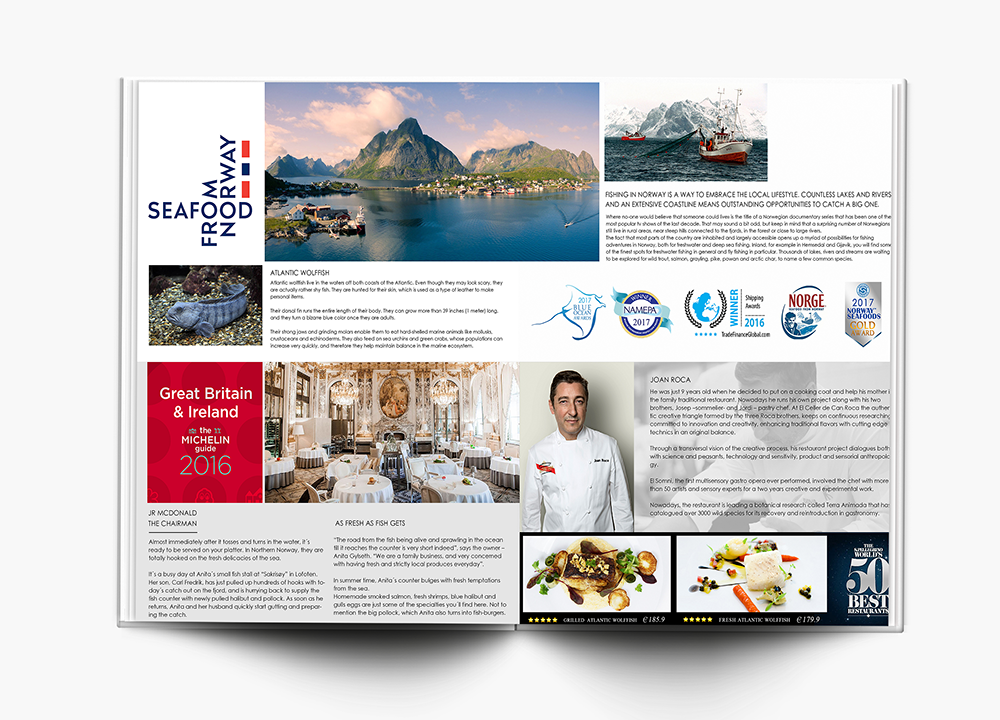 SEAFOOD
FROM
NORWAY
FISHING IN NORWAY IS A WAY TO EMBRACE THE LOCAL LIFESTYLE. COUNTLESS LAKES AND RIVERS
AND AN EXTENSIVE COASTLINE MEANS OUTSTANDING OPPORTUNITIES TO CATCH A BIG ONE.
Where no-one would believe that someone could lives is the title of a Norwegian documentary series that has been one of the
most popular tv shows of the last decade. That may sound a bit odd, but keep in mind that a surprising number of Norwegians
still live in rural areas, near steep hills connected to the fjords, in the forest or close to large rivers.
The fact that most parts of the country are inhabited and largely accessible opens up a myriad of possibilities for fishing
adventures in Norway, both for freshwater and deep sea fishing. Inland, for example in Hemsedal and Gjøvik, you will find some
of the finest spots for freshwater fishing in general and fly fishing in particular. Thousands of lakes, rivers and streams are waiting
to be explored for wild trout, salmon, grayling, pike, powan and arctic char, to name a few common species.
ATLANTIC WOLFFISH
Atlantic wolffish live in the waters off both coasts of the Atlantic. Even though they may look scary, they
are actually rather shy fish. They are hunted for their skin, which is used as a type of leather to make
personal items.
Their dorsal fin runs the entire length of their body. They can grow more than 39 inches (1 meter) long,
and they turn a blame blue color once they are adults.
Their strong jaws and grinding molars enable them to eat hard-shelled marine animals like mollusks,
crustaceans and echinoderms. They also feed on sea urchins and green crabs, whose populations can
increase very quickly, and therefore they help maintain balance in the marine ecosystem.
2017
BLUE
OCEAN
AWARDS
WINNER
NAMEPA
2017
WINNER
Shipping
Awards
2016
TradeFinanceGlobal.com
NORGE
SEAFOOD FROM NORWAY
2017
NORWAY
SEAFOODS
GOLD
AWARD
Great Britain
& Ireland
the
MICHELIN
guide
2016
Joan Roca
JOAN ROCA
He was just 9 years old when he decided to put on a cooking coat and help his mother i
the family traditional restaurant. Nowadays he runs his own project along with his two
brothers, Josep –sommelier- and Jordi – pastry chef. At El Celler de Can Roca the authen
tic creative triangle formed by the three Roca brothers, keeps on continuous researching
committed to innovation and creativity, enhancing traditional flavors with cutting edge
technics in an original balance.
Through a transversal vision of the creative process, his restaurant project dialogues both
with science and peasants, technology and sensitivity, product and sensorial anthropolo
gy.
El Somni, the first multisensory gastro opera ever performed, involved the chef with more
than 50 artists and sensory experts for a two years creative and experimental work.
Nowadays, the restaurant is leading a botanical research called Terra Animada that has
catalogued over 3000 wild species for its recovery and reintroduction in gastronomy.
JR MCDONALD
THE CHAIRMAN
Almost immediately after it tosses and turns in the water, it´s
ready to be served on your platter. In Northern Norway, they are
totally hooked on the fresh delicacies of the sea.
It´s a busy day at Anita´s small fish stall at "Sakrisøy" in Lofoten.
Her son, Carl Fredrik, has just pulled up hundreds of hooks with to-
day´s catch out on the fjord, and is hurrying back to supply the
fish counter with newly pulled halibut and pollock. As soon as he
returns, Anita and her husband quickly start gutting and prepar-
ing the catch.
AS FRESH AS FISH GETS
"The road from the fish being alive and sprawling in the ocean
till it reaches the counter is very short indeed", says the owner –
Anita Gylseth. "We are a family business, and very concerned
with having fresh and strictly local produces everyday".
In summer time, Anita´s counter bulges with fresh temptations
from the sea.
Homemade smoked salmon, fresh shrimps, blue halibut and
gulls eggs are just some of the specialties you´ll find here. Not to
mention the big pollock, which Anita also turns into fish-burgers.
GRILLED ATLANTIC WOLFFISH €185.9
FRESH ATLANTIC WOLFFISH €179.9
THE
S.PELLEGRINO
WORLD'S
50
BEST
RESTAURANTS